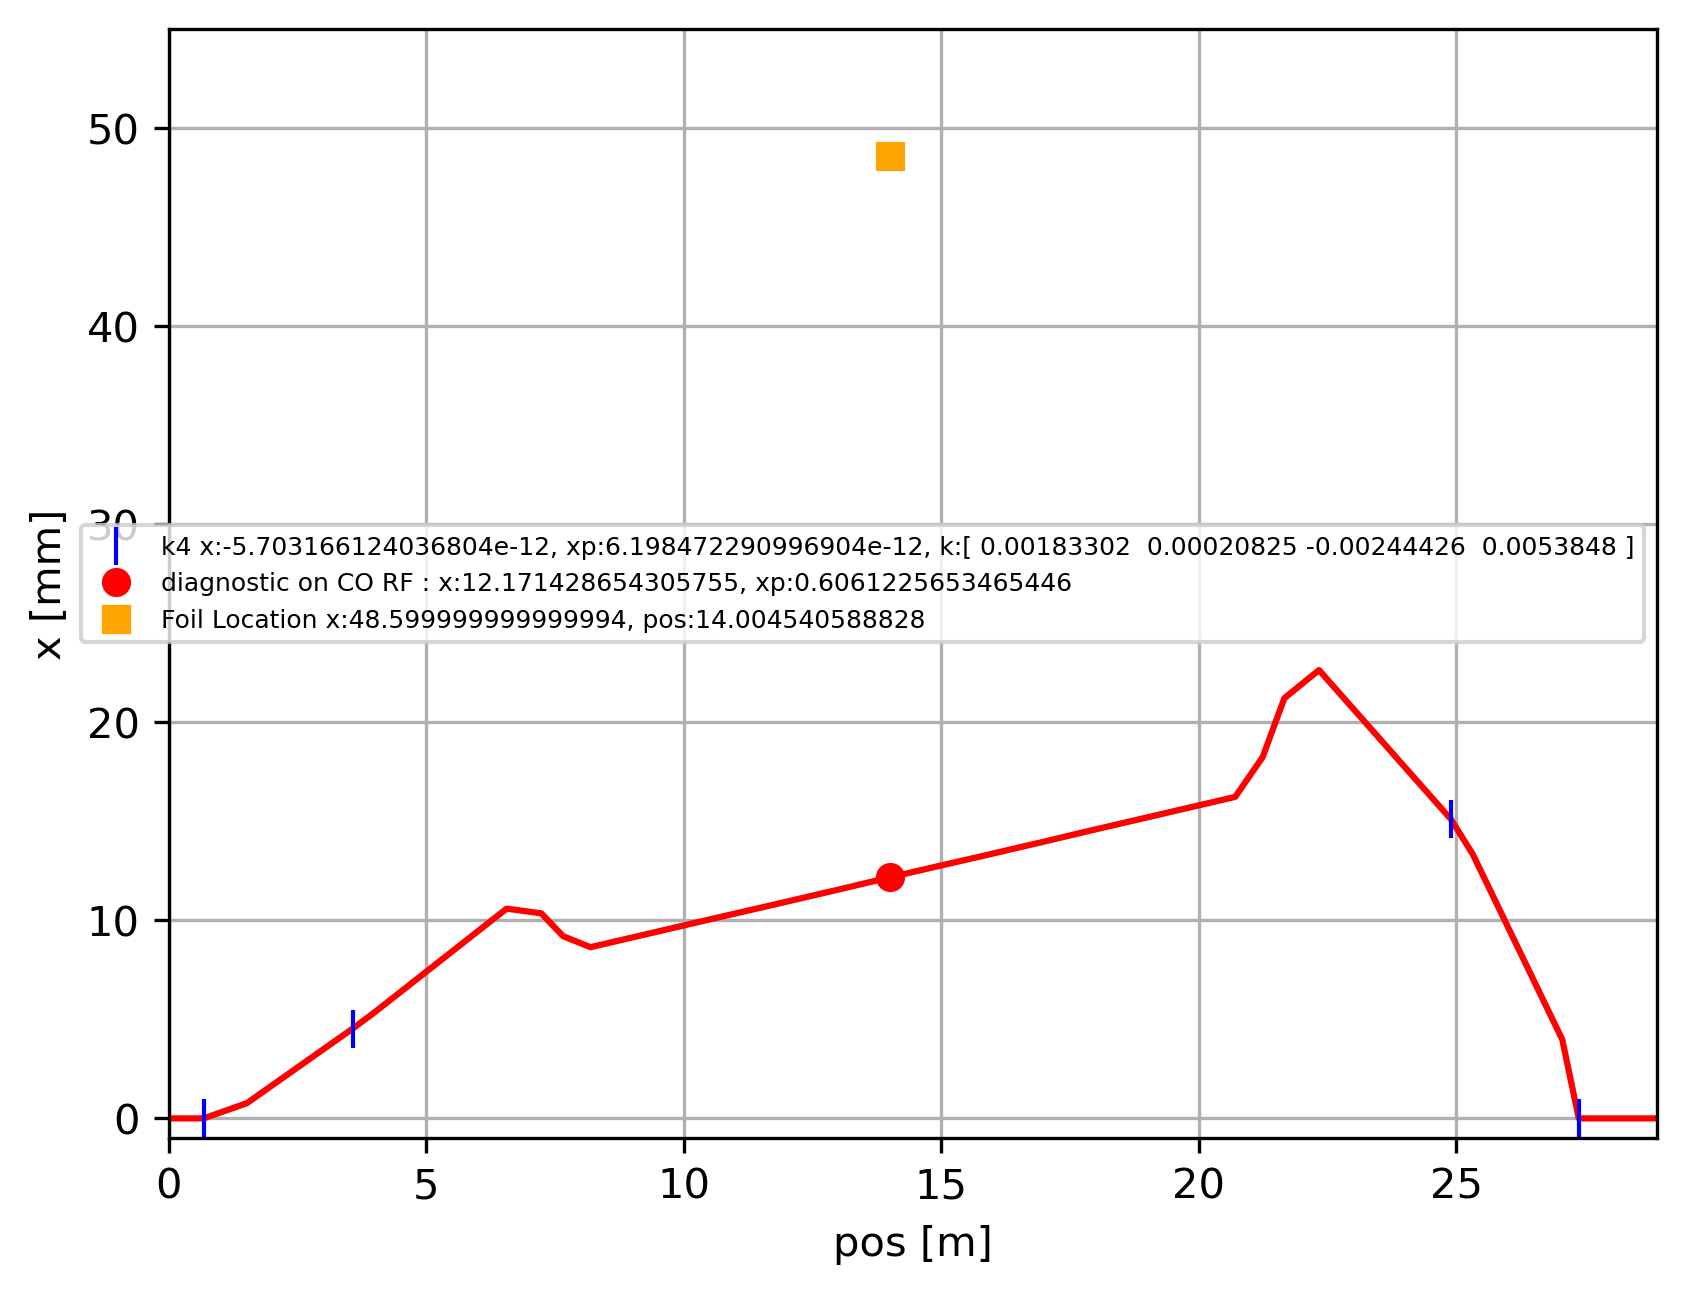 50
40
30
20
10
0
x [mm]
k4 x:-5.703166124036804e-12, xp:6.198472290996904e-12, k:[ 0.00183302  0.00020825 -0.00244426  0.0053848 ]
diagnostic on CO RF : x:12.171428654305755, xp:0.6061225653465446
Foil Location x:48.599999999999994, pos:14.004540588828
0 5 10 15 20 25
pos [m]